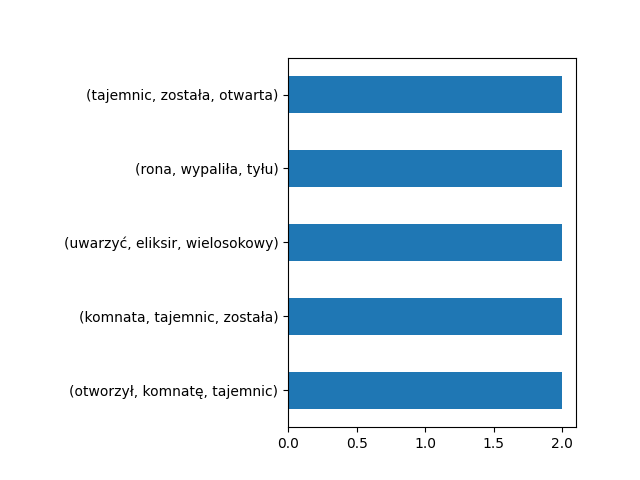 (tajemnic, została, otwarta)
(rona, wypaliła, tyłu)
(uwarzyć, eliksir, wielosokowy)
(komnata, tajemnic, została)
(otworzył, komnatę, tajemnic)
0.0 0.5 1.0 1.5 2.0